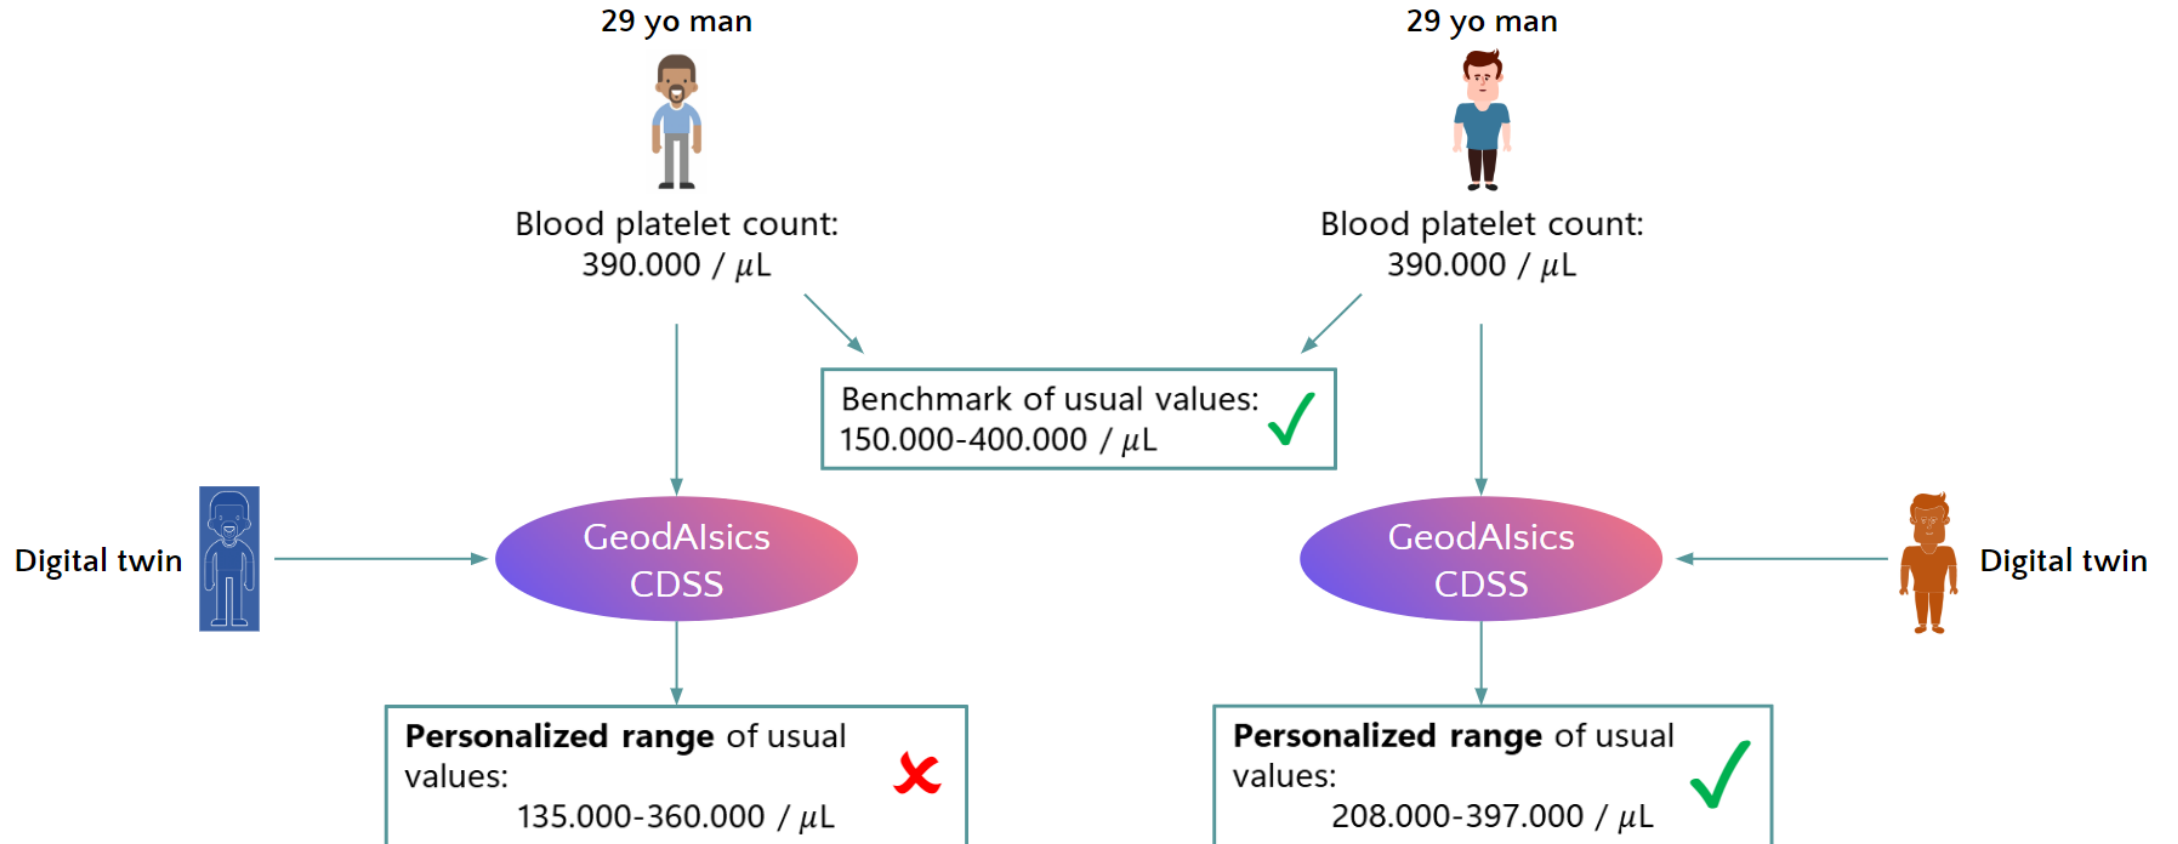 29 yo man
29 yo man
Blood platelet count:
390.000 / μL
Blood platelet count:
390.000 / μL
Benchmark of usual values:
150.000-400.000 / μL
Digital twin
GeodAIsics
CDSS
GeodAIsics
CDSS
Digital twin
Personalized range of usual
values:
135.000-360.000 / μL
Personalized range of usual
values:
208.000-397.000 / μL